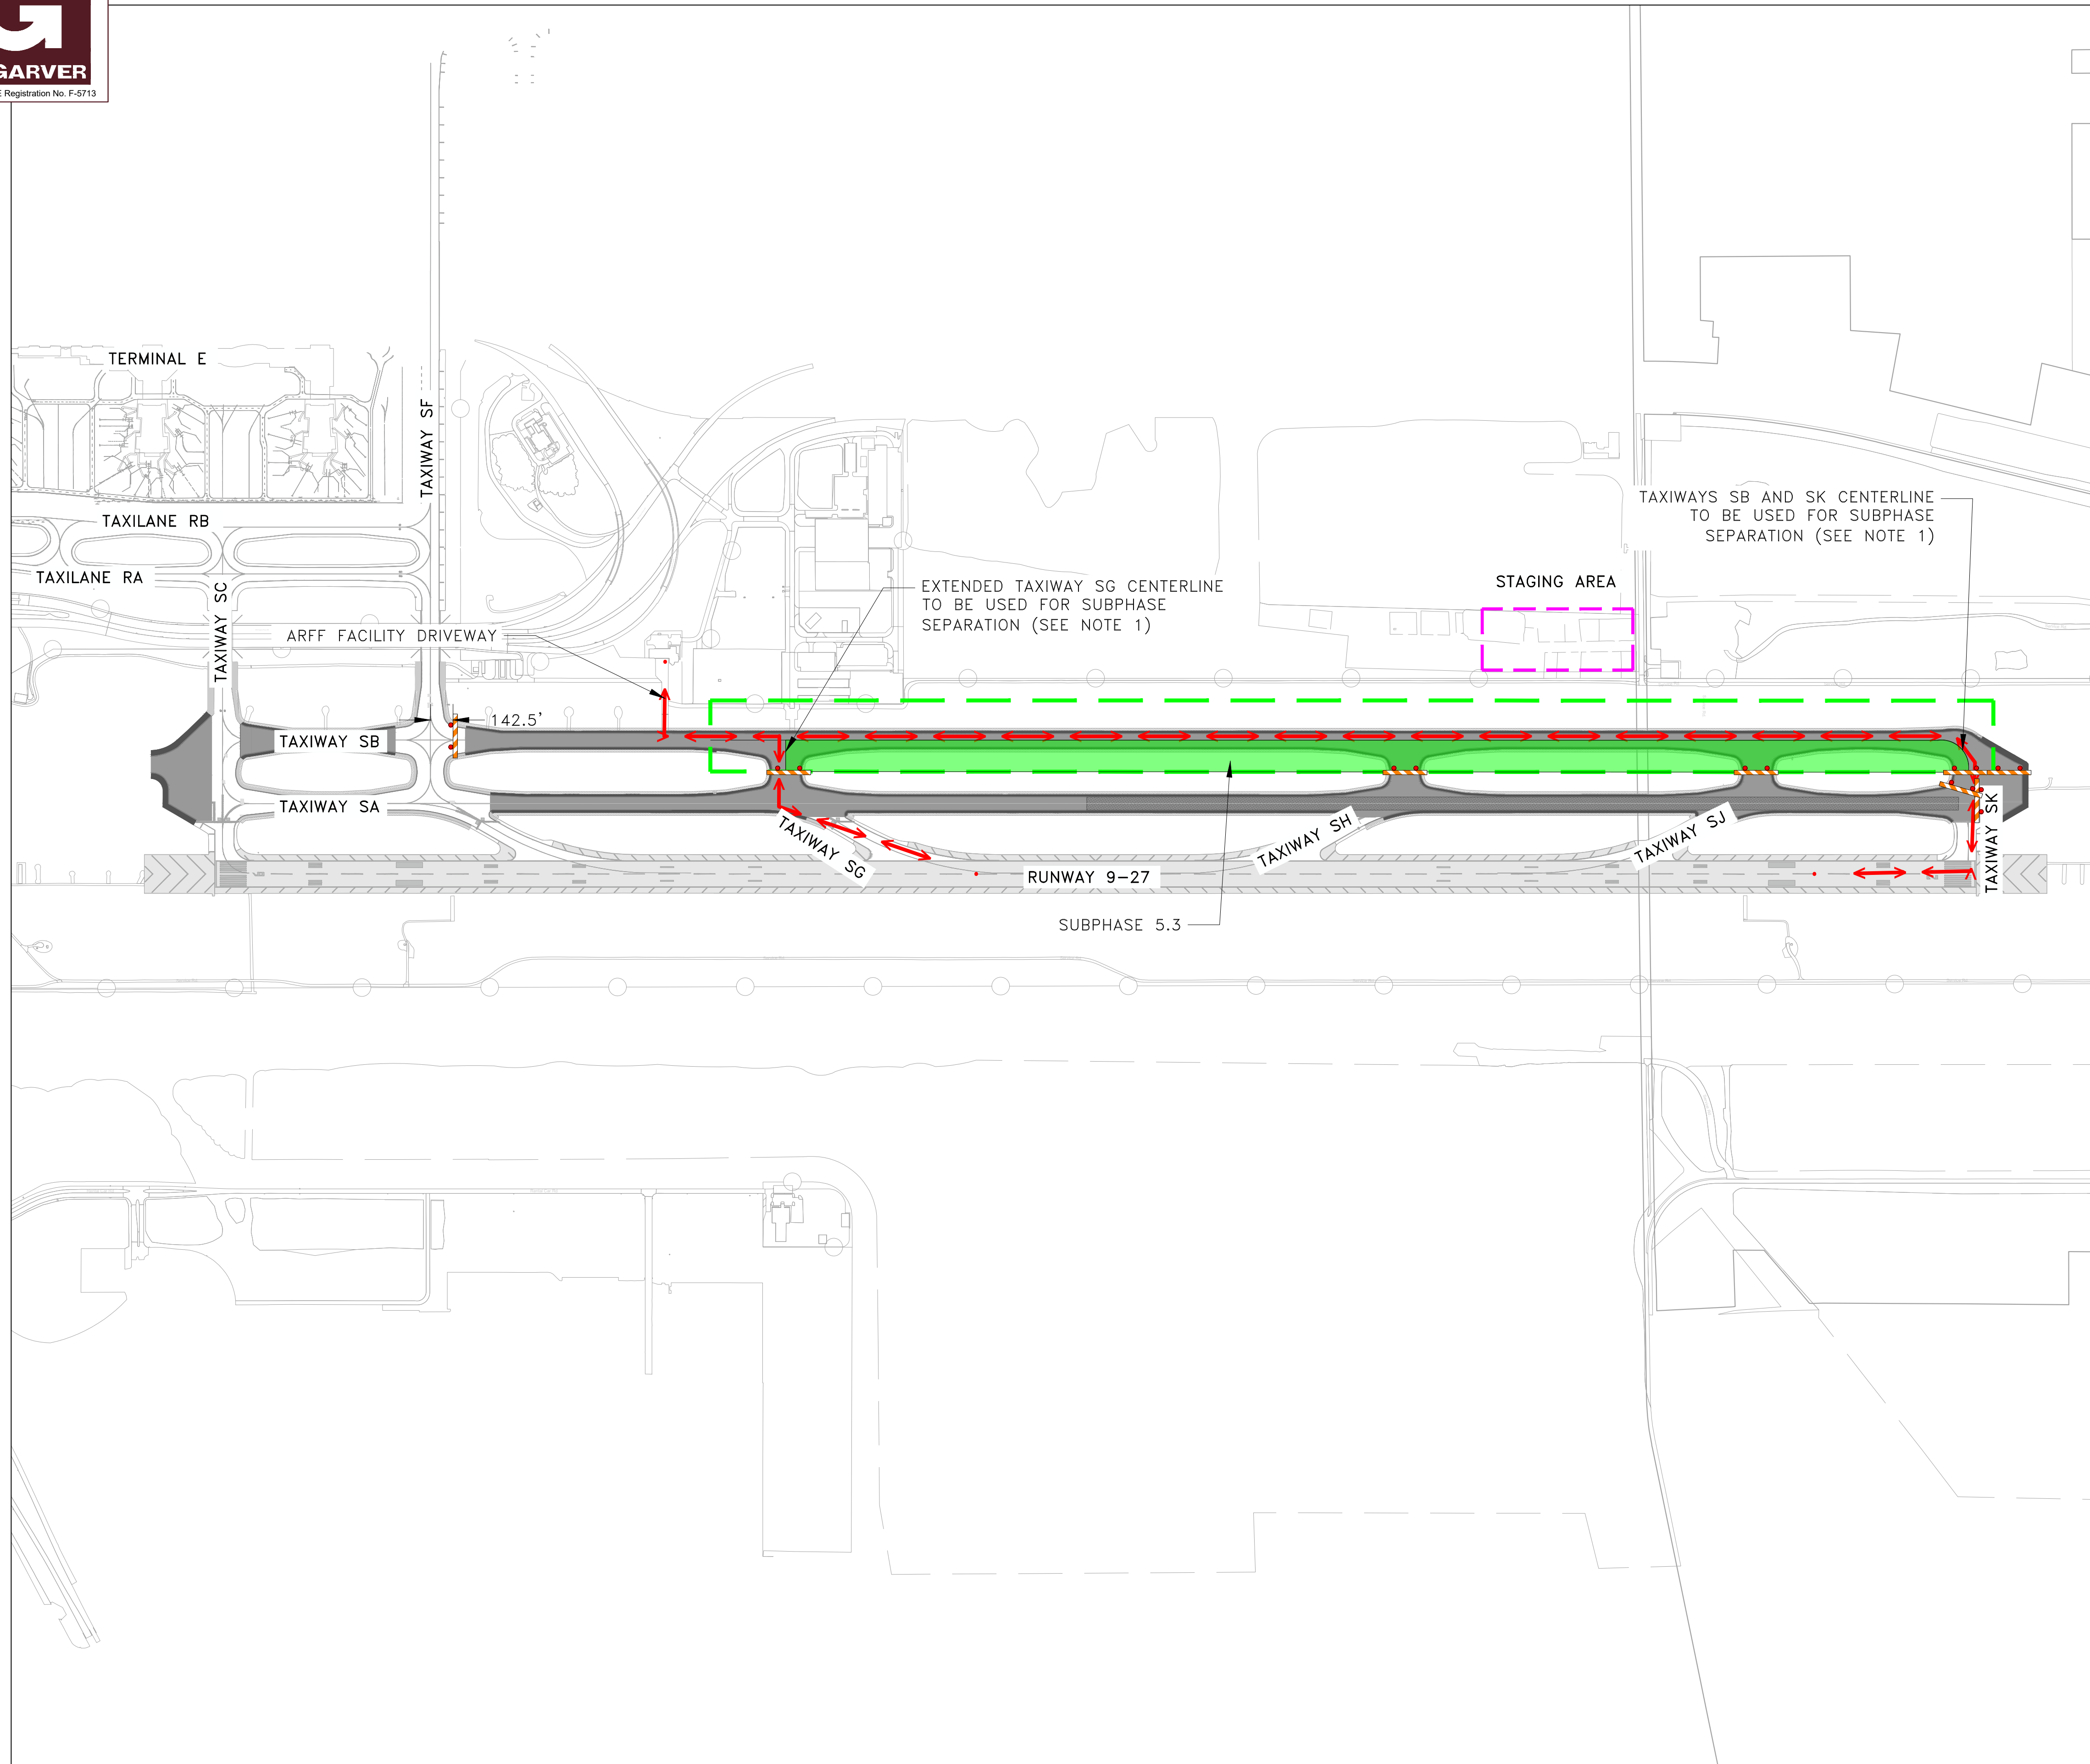 GARVER
E Registration No. F-5713
TERMINAL E
TAXIWAY SF
TAXILANE RB
TAXILANE RA
TAXIWAY SC
TAXIWAYS SB AND SK CENTERLINE
TO BE USED FOR SUBPHASE
SEPARATION (SEE NOTE 1)
STAGING AREA
EXTENDED TAXIWAY SG CENTERLINE
TO BE USED FOR SUBPHASE
SEPARATION (SEE NOTE 1)
ARFF FACILITY DRIVEWAY
142.5'
TAXIWAY SB
TAXIWAY SA
TAXIWAY SG
TAXIWAY SH
TAXIWAY SJ
TAXIWAY SK
RUNWAY 9-27
SUBPHASE 5.3